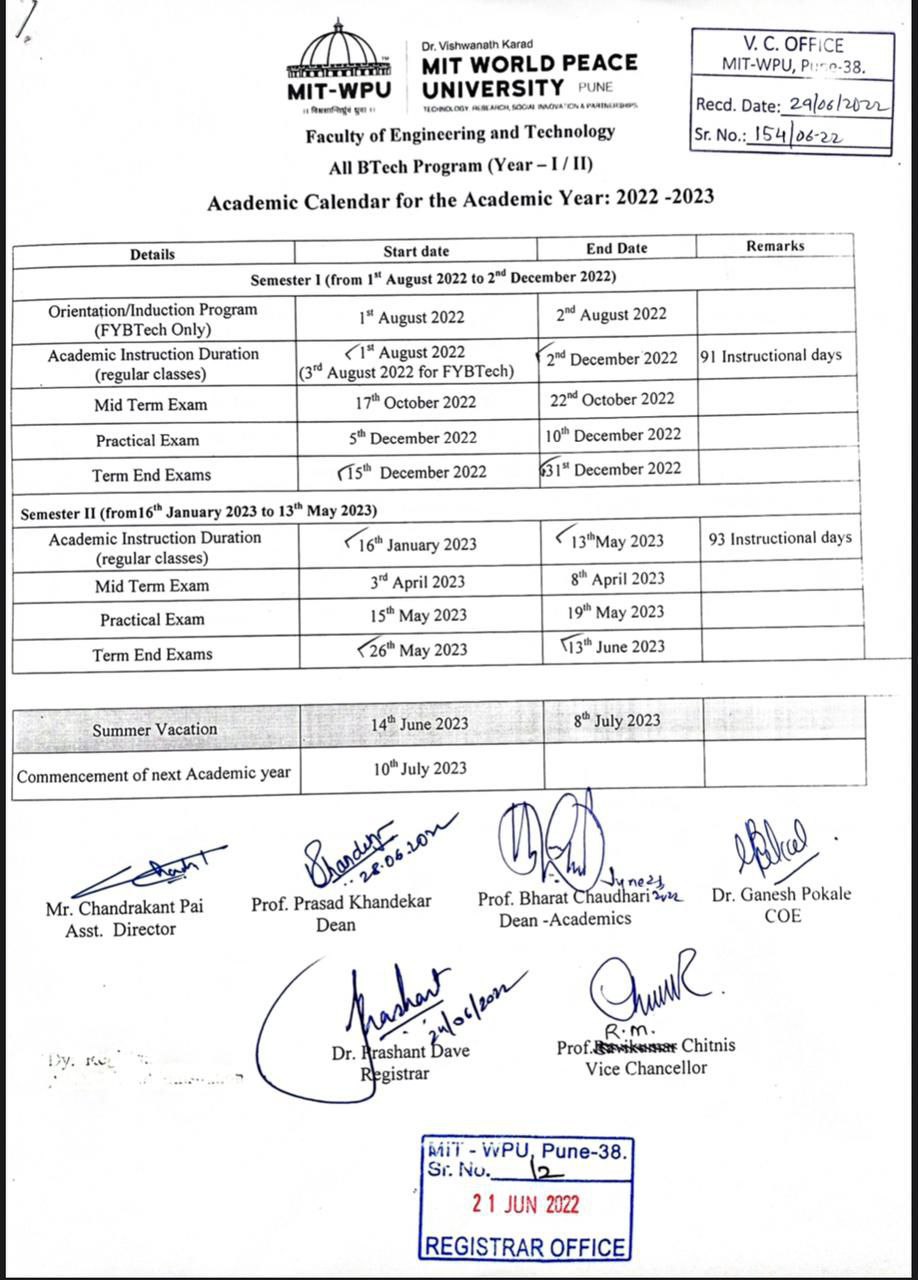 Dr. Vishwanath Karad
MIT WORLD PEACE
UNIVERSITY PUNE
TECHNOLOGY, RESEARCH, SOCIAL INNOVATION & PARTNERSHIPS
MIT-WPU
TM
॥ विश्वशान्तिर्ध्रुवं ध्रुवा ॥
V. C. OFFICE
MIT-WPU, Pune-38.
Recd. Date: 29/06/2022
Sr. No.: 154/06-22
Faculty of Engineering and Technology
All BTech Program (Year – I / II)
Academic Calendar for the Academic Year: 2022 -2023
Details Start date End Date Remarks
Semester I (from 1st August 2022 to 2nd December 2022)
Orientation/Induction Program
(FYBTech Only) 1st August 2022 2nd August 2022
Academic Instruction Duration 1st August 2022 2nd December 2022 91 Instructional days
(regular classes) (3rd August 2022 for FYBTech)
Mid Term Exam 17th October 2022 22nd October 2022
Practical Exam 5th December 2022 10th December 2022
Term End Exams 15th December 2022 31st December 2022
Semester II (from16th January 2023 to 13th May 2023)
Academic Instruction Duration 16th January 2023 13thMay 2023 93 Instructional days
(regular classes)
Mid Term Exam 3rd April 2023 8th April 2023
Practical Exam 15th May 2023 19th May 2023
Term End Exams 26th May 2023 13th June 2023
Summer Vacation 14th June 2023 8th July 2023
Commencement of next Academic year 10th July 2023
28.06.2022
June 23,
2022
Mr. Chandrakant Pai Prof. Prasad Khandekar Prof. Bharat Chaudhari Dr. Ganesh Pokale
Asst. Director Dean Dean -Academics COE
Prashant
24/06/2022
R.M.
Dr. Prashant Dave Prof. Chitnis
Registrar Vice Chancellor
MIT - WPU, Pune-38.
Sr. No. 12
21 JUN 2022
REGISTRAR OFFICE